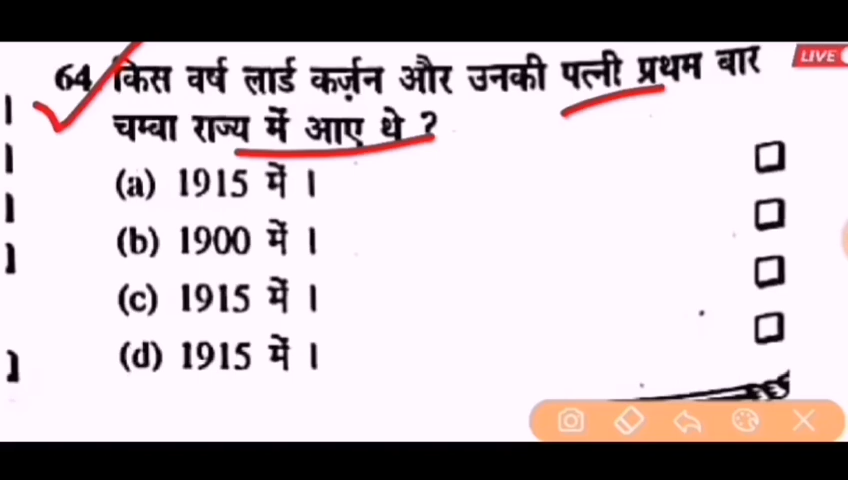 64 किस वर्ष लार्ड कर्ज़न और उनकी पत्नी प्रथम बार
LIVE
चम्बा राज्य में आए थे ?
(a) 1915 में ।
(b) 1900 में ।
(c) 1915 में ।
(d) 1915 में ।